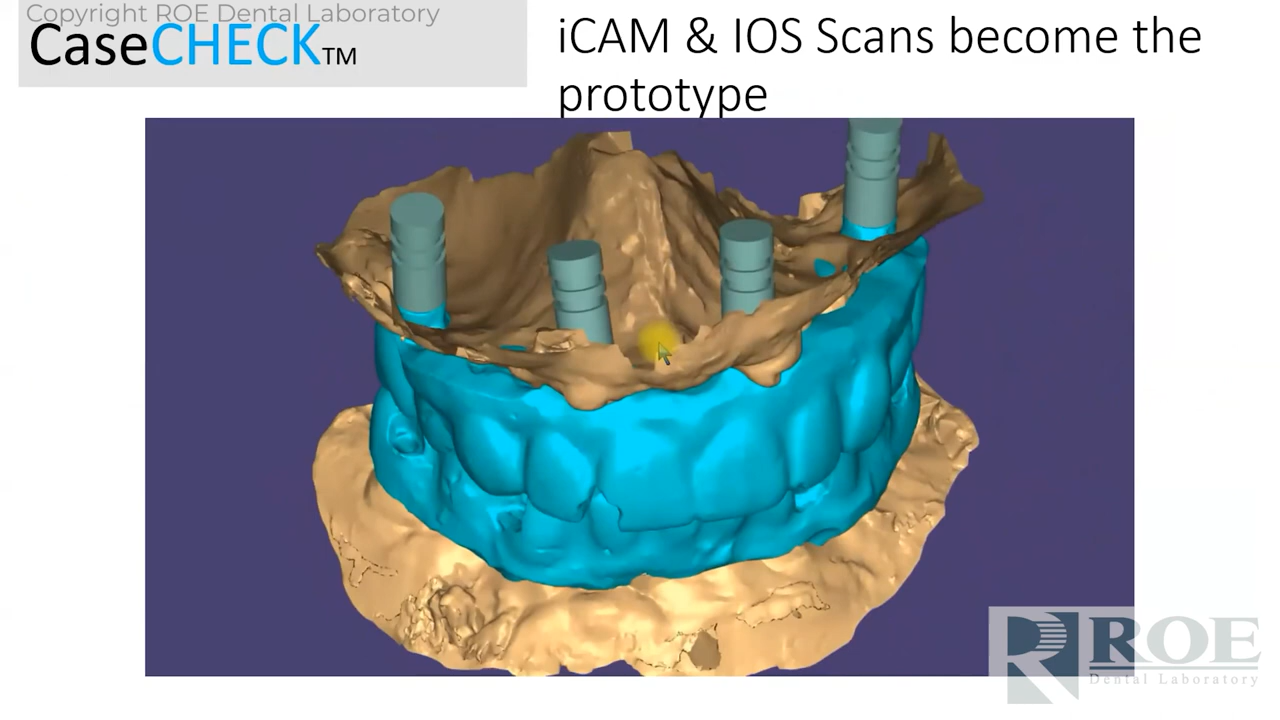 Copyright ROE Dental Laboratory
CaseCHECK™
iCAM & IOS Scans become the
prototype
ROE
Dental Laboratory